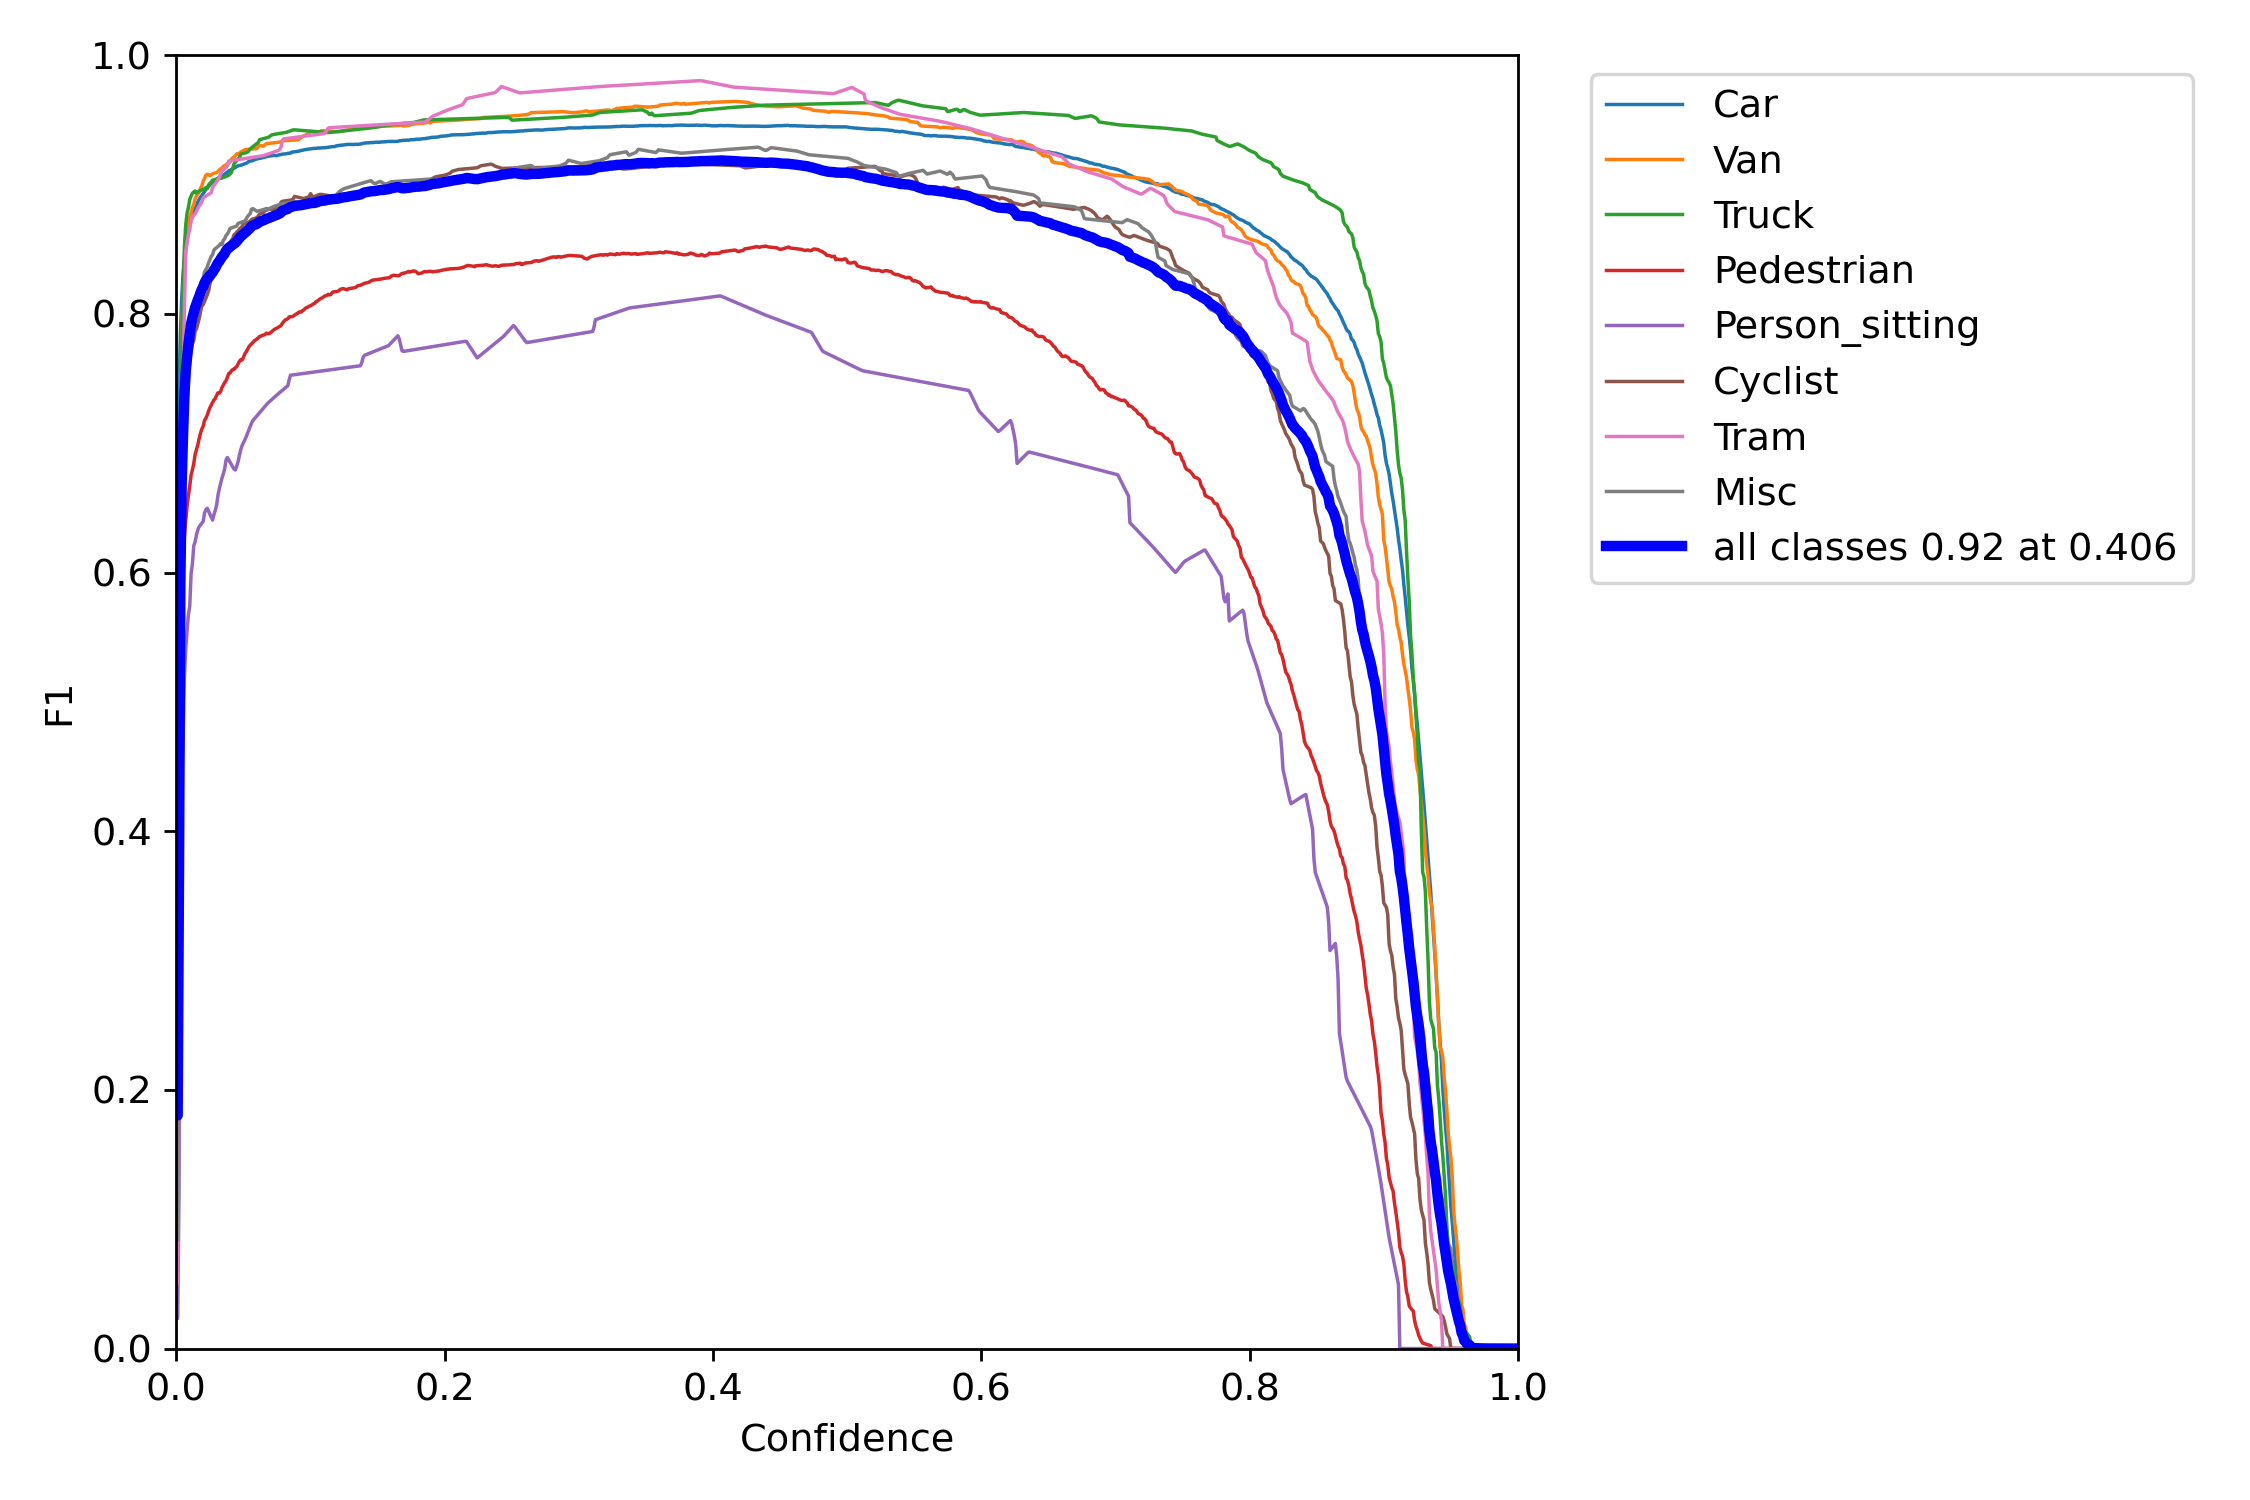 1.0
0.8
0.6
0.4
0.2
0.0
F1
0.0 0.2 0.4 0.6 0.8 1.0
Confidence
Car
Van
Truck
Pedestrian
Person_sitting
Cyclist
Tram
Misc
all classes 0.92 at 0.406